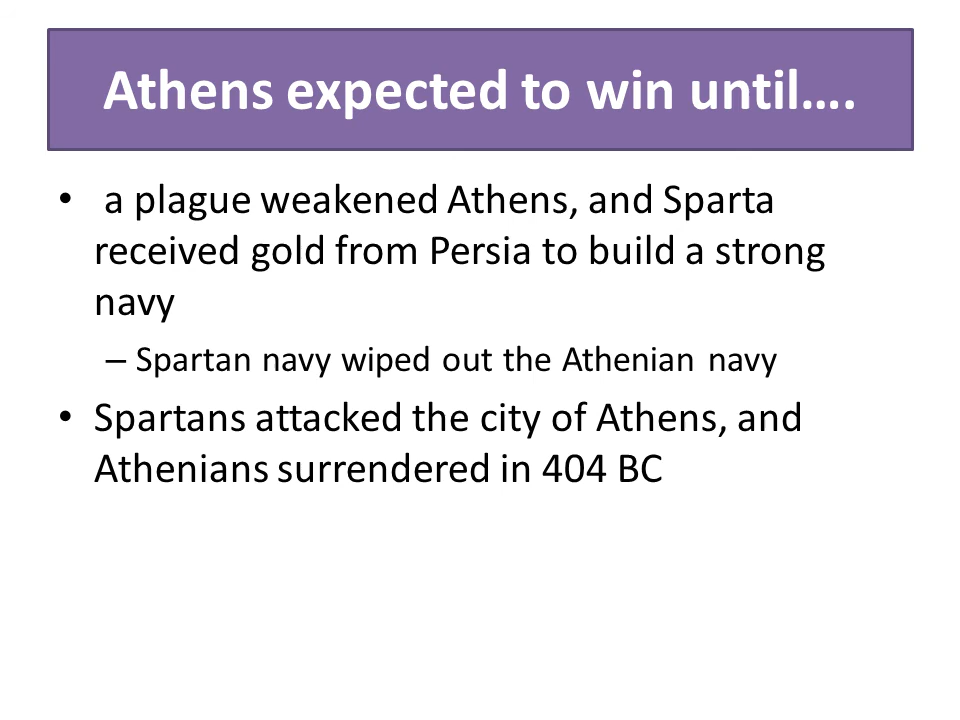 Athens expected to win until….
• a plague weakened Athens, and Sparta
received gold from Persia to build a strong
navy
– Spartan navy wiped out the Athenian navy
• Spartans attacked the city of Athens, and
Athenians surrendered in 404 BC